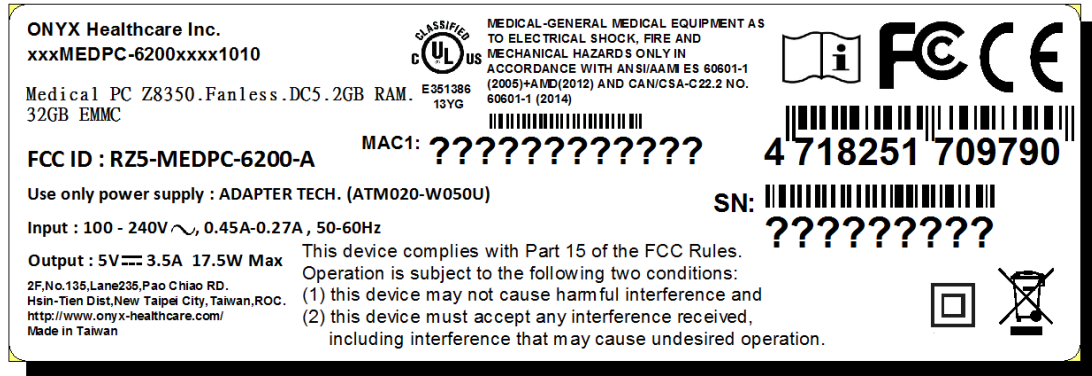 ONYX Healthcare Inc.
xxxMEDPC-6200xxxx1010
Medical PC Z8350.Fanless.DC5.2GB RAM.
32GB EMMC
FCC ID : RZ5-MEDPC-6200-A
Use only power supply : ADAPTER TECH. (ATM020-W050U)
Input : 100 - 240V , 0.45A-0.27A , 50-60Hz
Output : 5V 3.5A 17.5W Max
2F,No.135,Lane235,Pao Chiao RD.
Hsin-Tien Dist,New Taipei City,Taiwan,ROC.
http://www.onyx-healthcare.com/
Made in Taiwan
CLASSIFIED
C UL US
E351386
13YG
MEDICAL-GENERAL MEDICAL EQUIPMENT AS
TO ELECTRICAL SHOCK, FIRE AND
MECHANICAL HAZARDS ONLY IN
ACCORDANCE WITH ANSI/AAMI ES 60601-1
(2005)+AMD(2012) AND CAN/CSA-C22.2 NO.
60601-1 (2014)
MAC1: ????????????
i
FC CE
4 718251 709790
SN: ?????????
This device complies with Part 15 of the FCC Rules.
Operation is subject to the following two conditions:
(1) this device may not cause harmful interference and
(2) this device must accept any interference received,
including interference that may cause undesired operation.